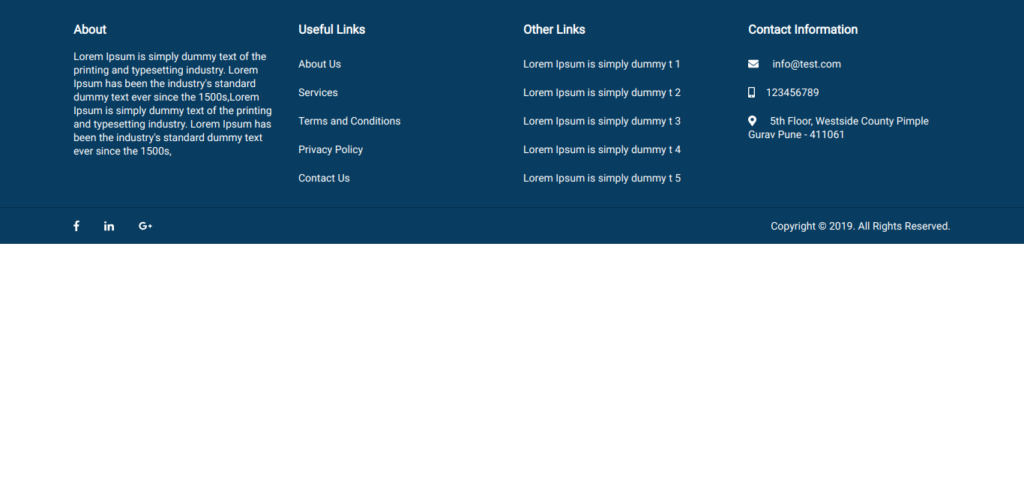 About
Lorem Ipsum is simply dummy text of the
printing and typesetting industry. Lorem
Ipsum has been the industry's standard
dummy text ever since the 1500s,Lorem
Ipsum is simply dummy text of the printing
and typesetting industry. Lorem Ipsum has
been the industry's standard dummy text
ever since the 1500s,
Useful Links
About Us
Services
Terms and Conditions
Privacy Policy
Contact Us
Other Links
Lorem Ipsum is simply dummy t 1
Lorem Ipsum is simply dummy t 2
Lorem Ipsum is simply dummy t 3
Lorem Ipsum is simply dummy t 4
Lorem Ipsum is simply dummy t 5
Contact Information
info@test.com
123456789
5th Floor, Westside County Pimple
Gurav Pune - 411061
f
in
G+
Copyright © 2019. All Rights Reserved.